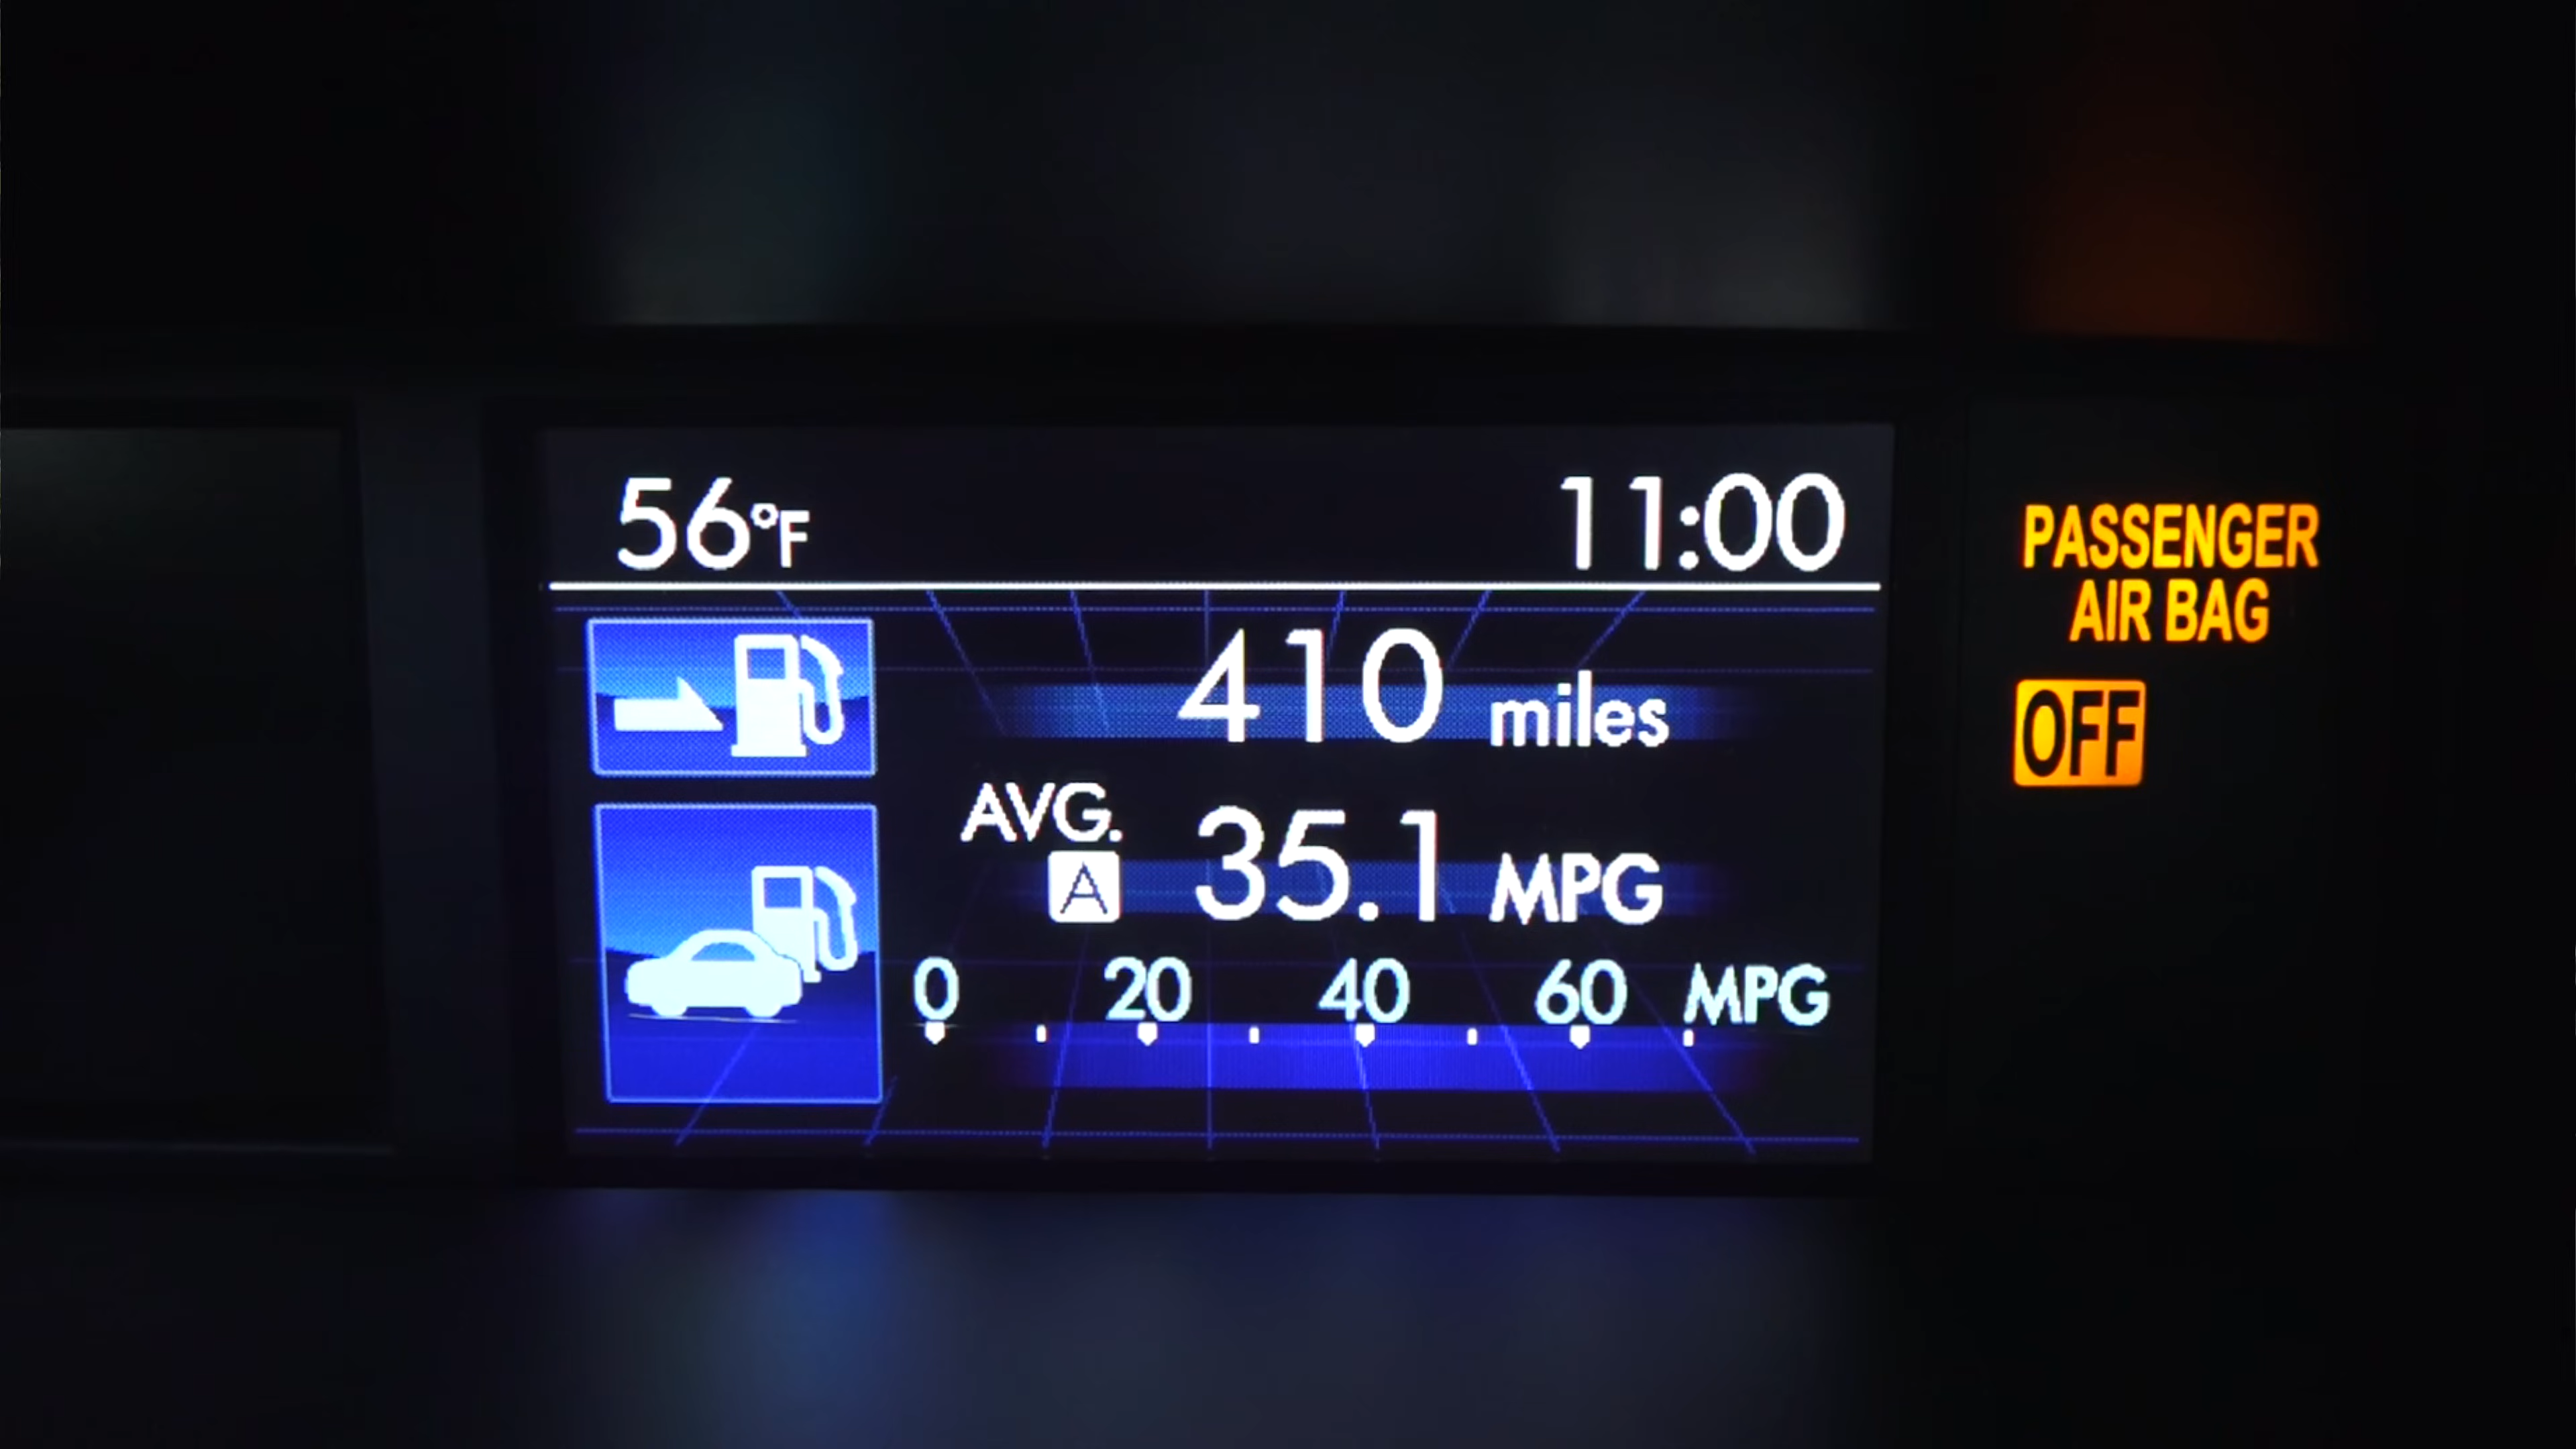 56°F 11:00
410 miles
AVG.
A 35.1 MPG
0 20 40 60 MPG
PASSENGER
AIR BAG
OFF